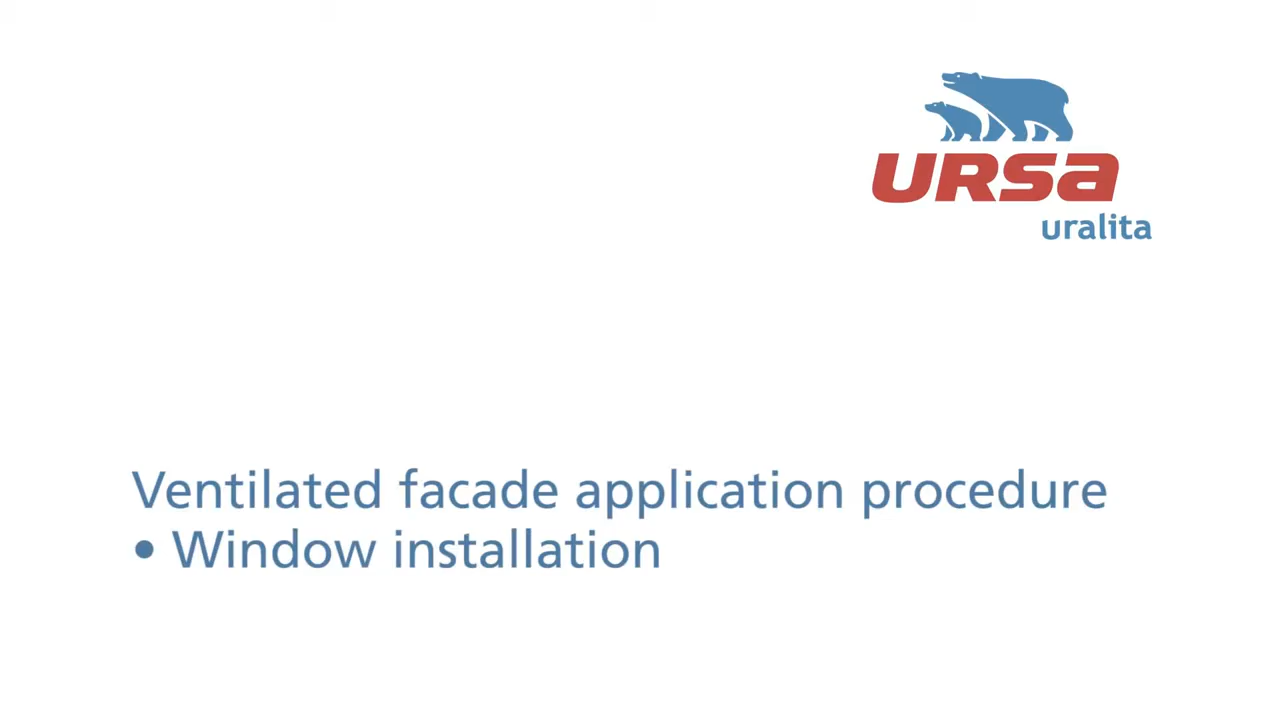 URSA
uralita
Ventilated facade application procedure
• Window installation